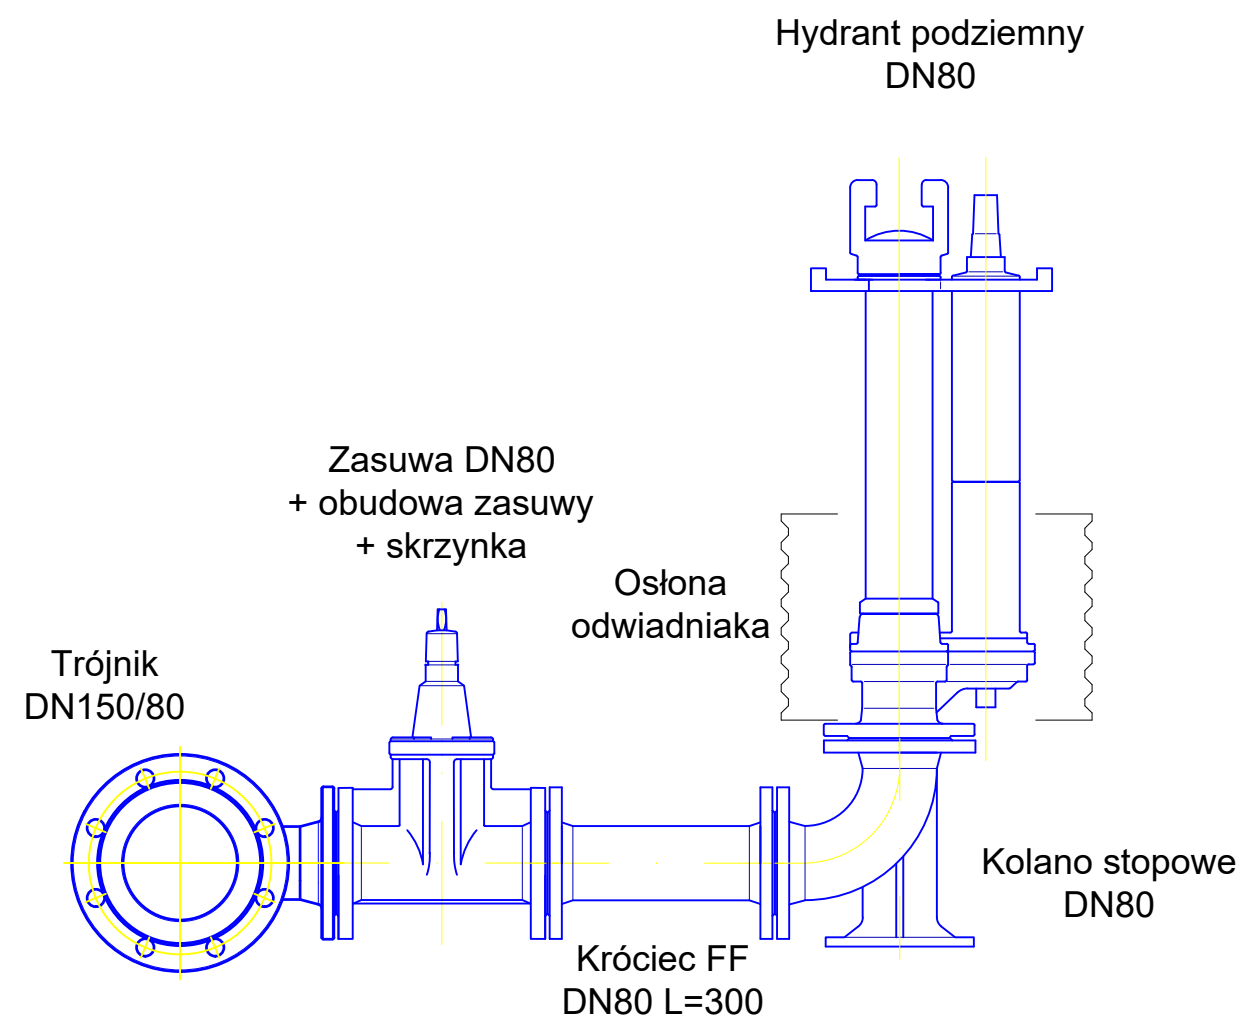 Hydrant podziemny
DN80
Zasuwa DN80
+ obudowa zasuwy
+ skrzynka
Osłona
odwiadniaka
Trójnik
DN150/80
Kolano stopowe
DN80
Króciec FF
DN80 L=300